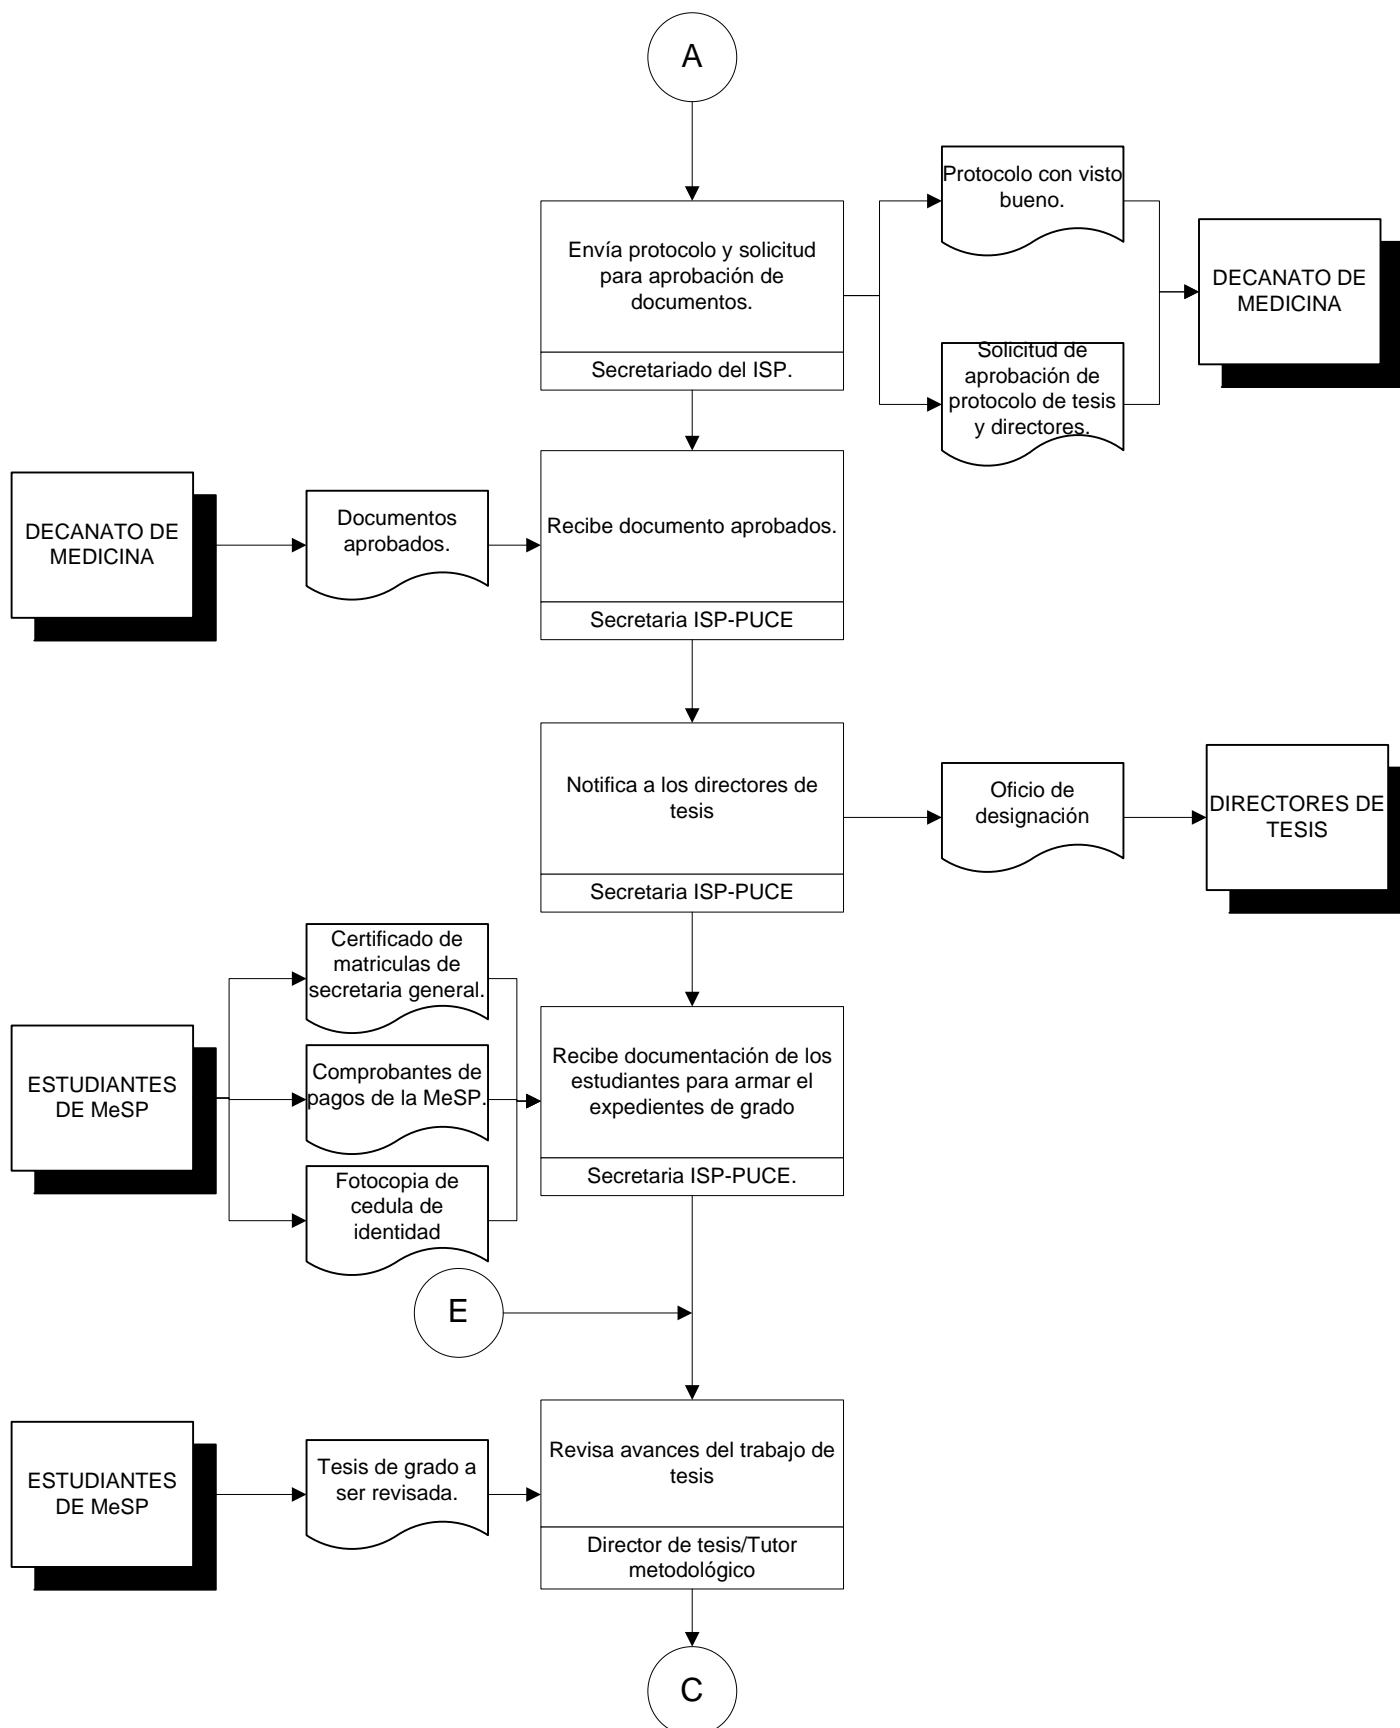 A
Protocolo con visto
bueno.
Envía protocolo y solicitud
para aprobación de
documentos.
Secretariado del ISP.
DECANATO DE
MEDICINA
Solicitud de
aprobación de
protocolo de tesis
y directores.
DECANATO DE
MEDICINA
Documentos
aprobados.
Recibe documento aprobados.
Secretaria ISP-PUCE
Notifica a los directores de
tesis
Secretaria ISP-PUCE
Oficio de
designación
DIRECTORES DE
TESIS
Certificado de
matriculas de
secretaria general.
ESTUDIANTES
DE MeSP
Comprobantes de
pagos de la MeSP.
Fotocopia de
cedula de
identidad
Recibe documentación de los
estudiantes para armar el
expedientes de grado
Secretaria ISP-PUCE.
E
ESTUDIANTES
DE MeSP
Tesis de grado a
ser revisada.
Revisa avances del trabajo de
tesis
Director de tesis/Tutor
metodológico
C